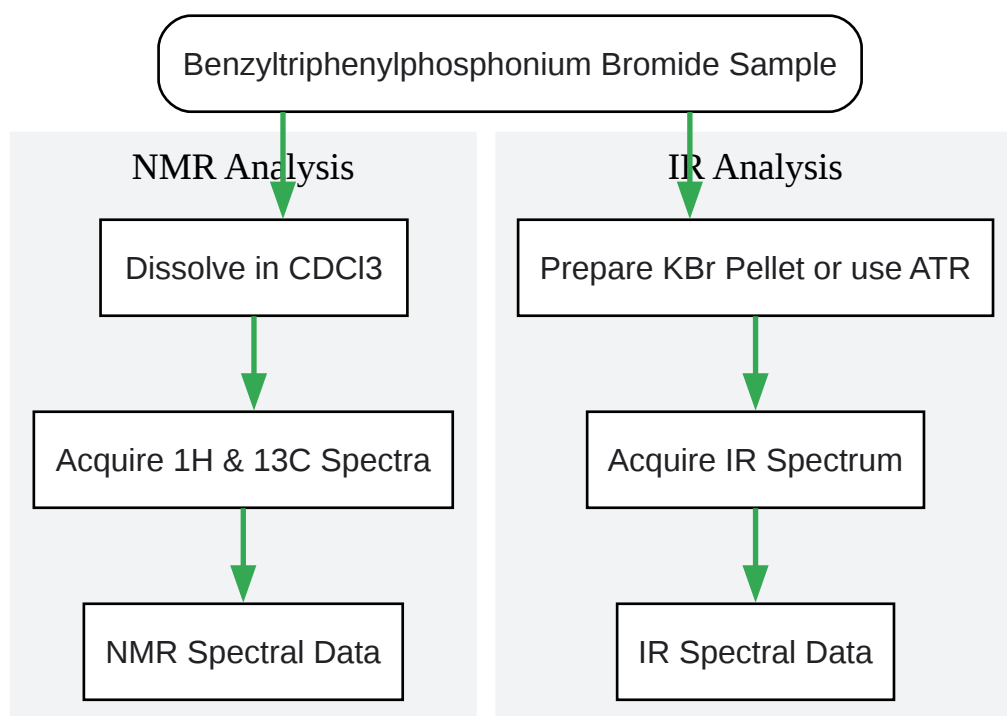 Benzyltriphenylphosphonium Bromide Sample
NMR Analysis
Dissolve in CDCl3
Acquire 1H & 13C Spectra
NMR Spectral Data
IR Analysis
Prepare KBr Pellet or use ATR
Acquire IR Spectrum
IR Spectral Data